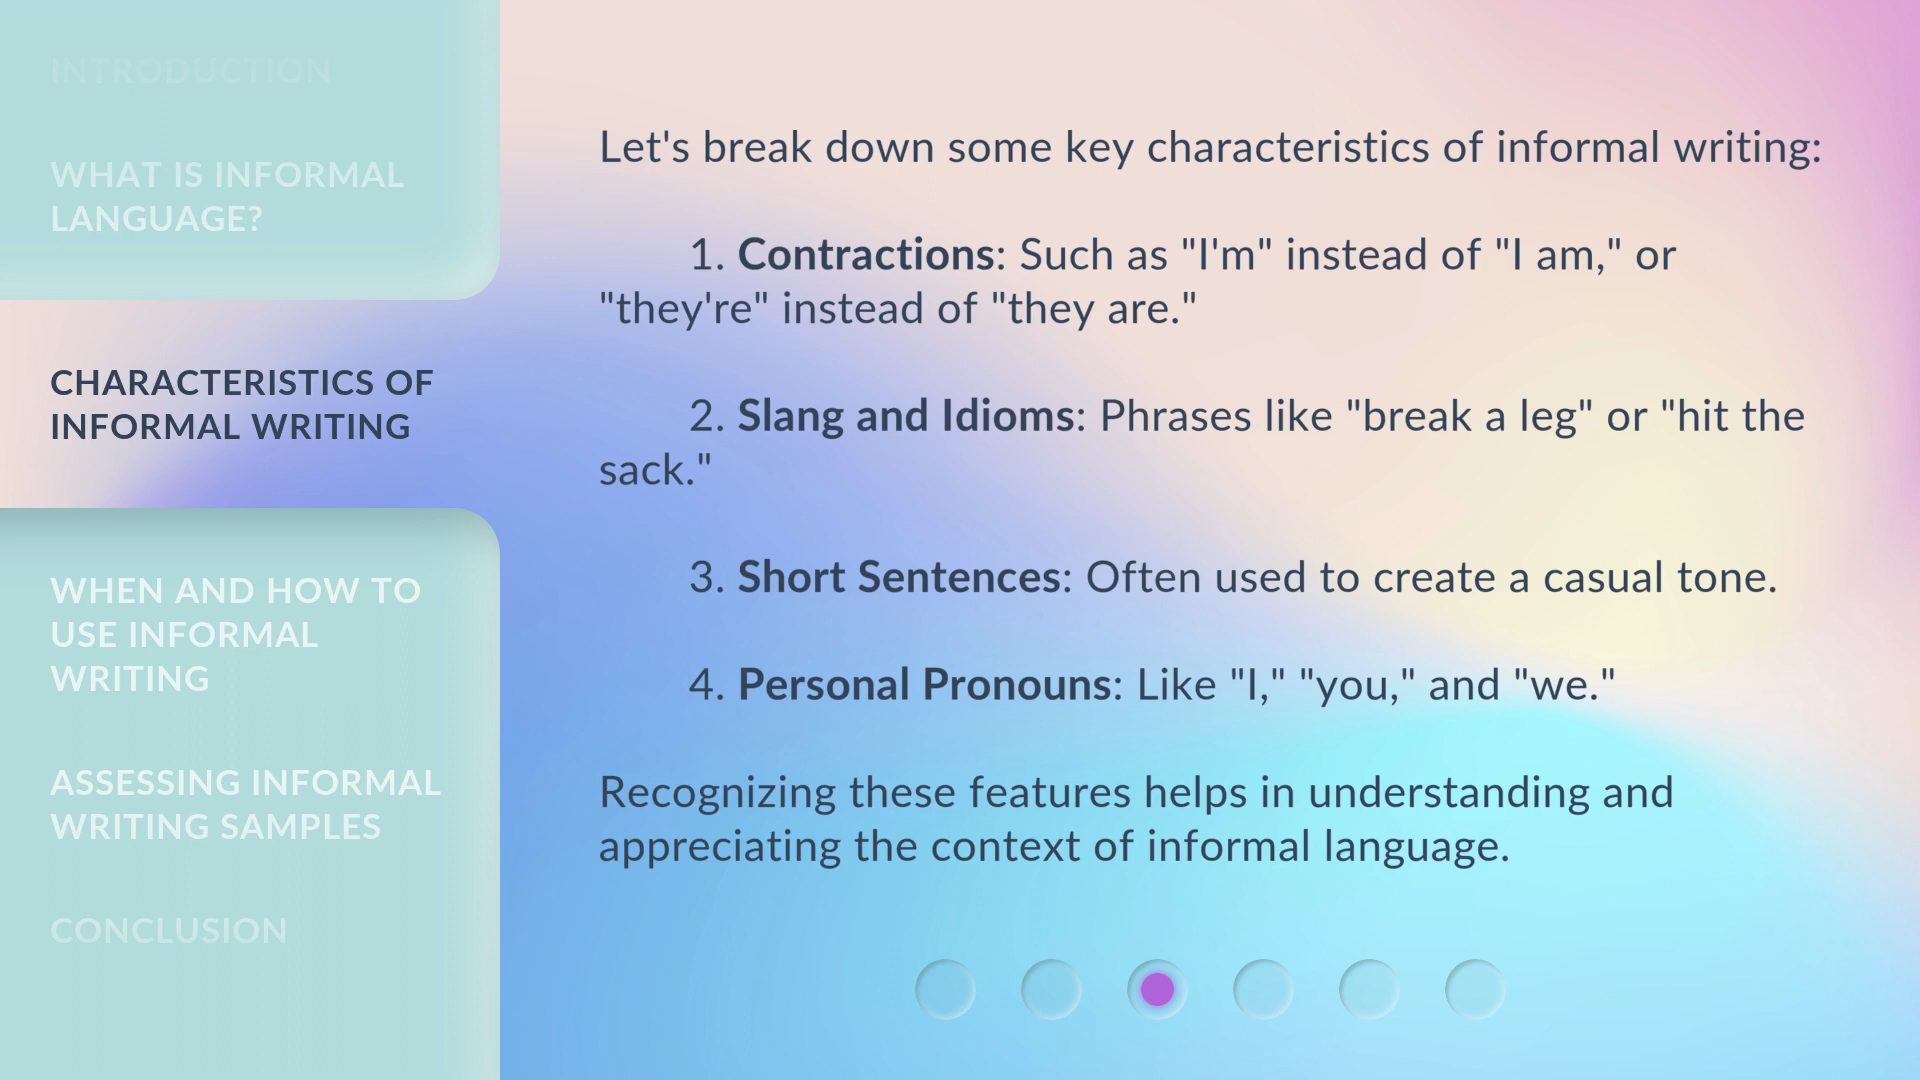 INTRODUCTION
WHAT IS INFORMAL
LANGUAGE?
CHARACTERISTICS OF
INFORMAL WRITING
WHEN AND HOW TO
USE INFORMAL
WRITING
ASSESSING INFORMAL
WRITING SAMPLES
CONCLUSION
Let's break down some key characteristics of informal writing:
1. Contractions: Such as "I'm" instead of "I am," or
"they're" instead of "they are."
2. Slang and Idioms: Phrases like "break a leg" or "hit the
sack."
3. Short Sentences: Often used to create a casual tone.
4. Personal Pronouns: Like "I," "you," and "we."
Recognizing these features helps in understanding and
appreciating the context of informal language.